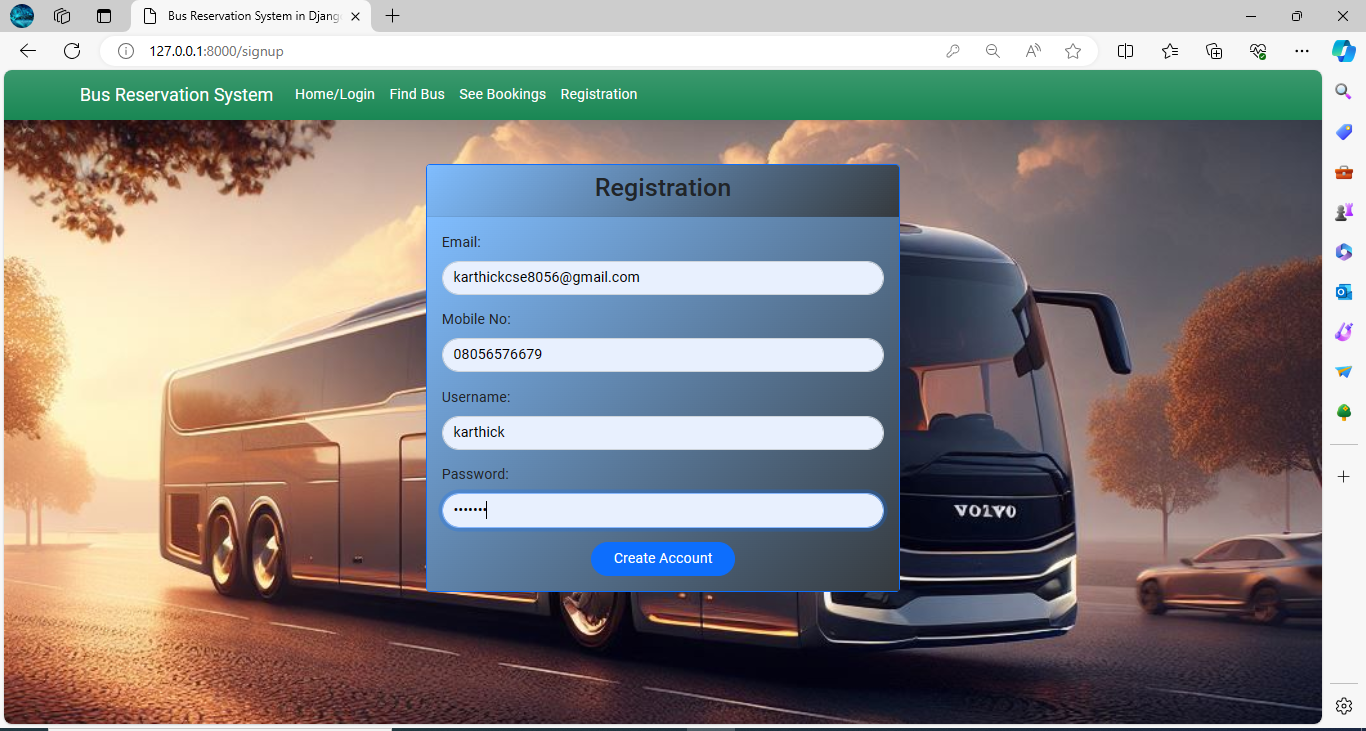 Bus Reservation System in Djang
127.0.0.1:8000/signup
Bus Reservation System Home/Login Find Bus See Bookings Registration
Registration
Email:
karthickcse8056@gmail.com
Mobile No:
08056576679
Username:
karthick
Password:
•••••••
VOLVO
Create Account